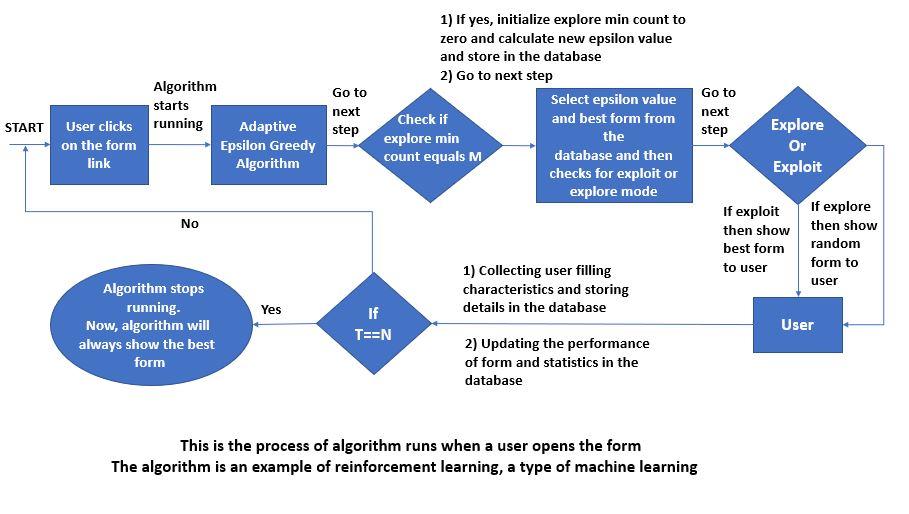 1) If yes, initialize explore min count to
zero and calculate new epsilon value
and store in the database
2) Go to next step
START
User clicks
on the form
link
Algorithm
starts
running
Adaptive
Epsilon Greedy
Algorithm
Go to
next
step
Check if
explore min
count equals M
Select epsilon value
and best form from
the
database and then
checks for exploit or
explore mode
Go to
next
step
Explore
Or
Exploit
If exploit
then show
best form
to user
If explore
then show
random
form to
user
User
1) Collecting user filling
characteristics and storing
details in the database
2) Updating the performance
of form and statistics in the
database
If
T==N
No
Yes
Algorithm stops
running.
Now, algorithm will
always show the best
form
This is the process of algorithm runs when a user opens the form
The algorithm is an example of reinforcement learning, a type of machine learning